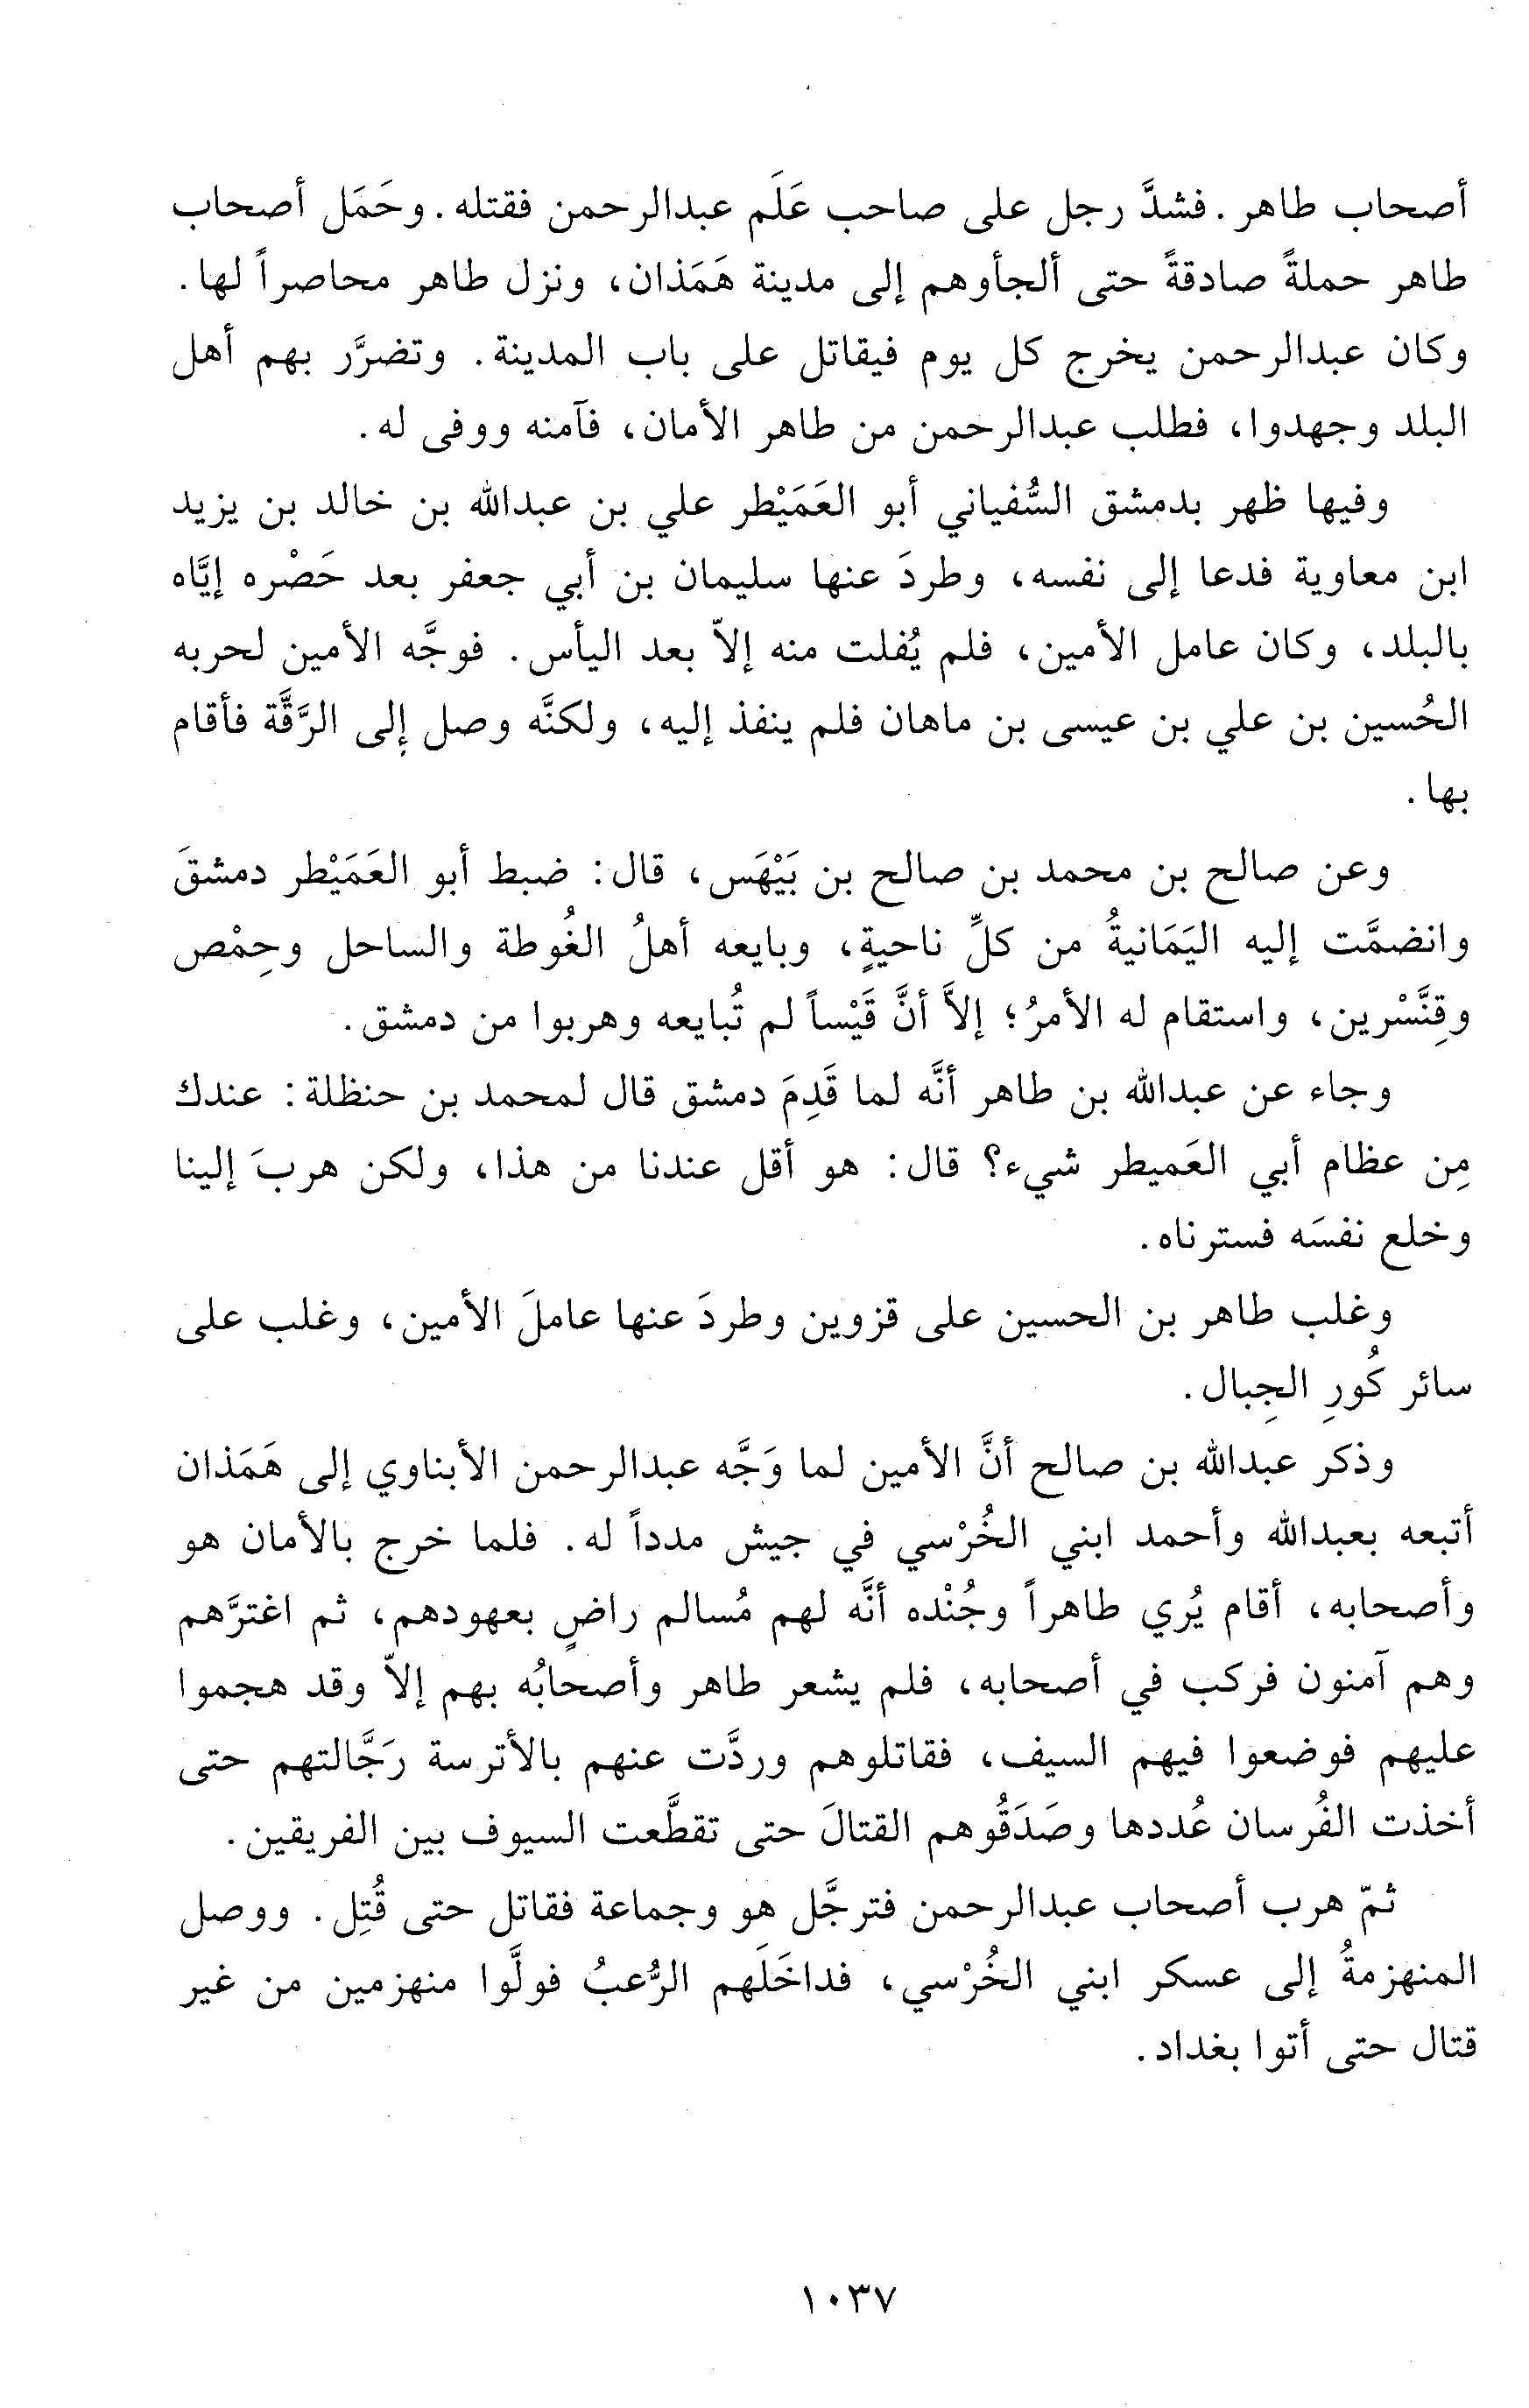 أصحاب طاهر. فشدَّ رجل على صاحب عَلَم عبدالرحمن فقتله. وحَمَل أصحاب
طاهر حملةً صادقةً حتى ألجأوهم إلى مدينة هَمَذان، ونزل طاهر محاصراً لها.
وكان عبدالرحمن يخرج كل يوم فيقاتل على باب المدينة. وتضرَّر بهم أهل
البلد وجهدوا، فطلب عبدالرحمن من طاهر الأمان، فآمنه ووفى له.
وفيها ظهر بدمشق السُّفياني أبو العَمَيْطر علي بن عبدالله بن خالد بن يزيد
ابن معاوية فدعا إلى نفسه، وطردَ عنها سليمان بن أبي جعفر بعد حَصْره إيَّاه
بالبلد، وكان عامل الأمين، فلم يُفلت منه إلاّ بعد اليأس. فوجَّه الأمين لحربه
الحُسين بن علي بن عيسى بن ماهان فلم ينفذ إليه، ولكنَّه وصل إلى الرَّقَّة فأقام
بها.
وعن صالح بن محمد بن صالح بن بَيْهَس، قال: ضبط أبو العَمَيْطر دمشقَ
وانضمَّت إليه اليَمَانيةُ من كلِّ ناحيةٍ، وبايعه أهلُ الغُوطة والساحل وحِمْص
وقِنَّسْرين، واستقام له الأمرُ؛ إلاَّ أنَّ قَيْساً لم تُبايعه وهربوا من دمشق.
وجاء عن عبدالله بن طاهر أنَّه لما قَدِمَ دمشق قال لمحمد بن حنظلة: عندك
مِن عظام أبي العَميطر شيء؟ قال: هو أقل عندنا من هذا، ولكن هربَ إلينا
وخلع نفسَه فسترناه.
وغلب طاهر بن الحسين على قزوين وطردَ عنها عاملَ الأمين، وغلب على
سائر كُورِ الجِبال.
وذكر عبدالله بن صالح أنَّ الأمين لما وَجَّه عبدالرحمن الأبناوي إلى هَمَذان
أتبعه بعبدالله وأحمد ابني الخُرْسي في جيش مدداً له. فلما خرج بالأمان هو
وأصحابه، أقام يُري طاهراً وجُنْده أنَّه لهم مُسالم راضٍ بعهودهم، ثم اغترَّهم
وهم آمنون فركب في أصحابه، فلم يشعر طاهر وأصحابُه بهم إلاّ وقد هجموا
عليهم فوضعوا فيهم السيف، فقاتلوهم وردَّت عنهم بالأترسة رَجَّالتهم حتى
أخذت الفُرسان عُددها وصَدَقُوهم القتالَ حتى تقطَّعت السيوف بين الفريقين.
ثمّ هرب أصحاب عبدالرحمن فترجَّل هو وجماعة فقاتل حتى قُتِل. ووصل
المنهزمةُ إلى عسكر ابني الخُرْسي، فداخَلَهم الرُّعبُ فولَّوا منهزمين من غير
قتال حتى أتوا بغداد.
١٠٣٧